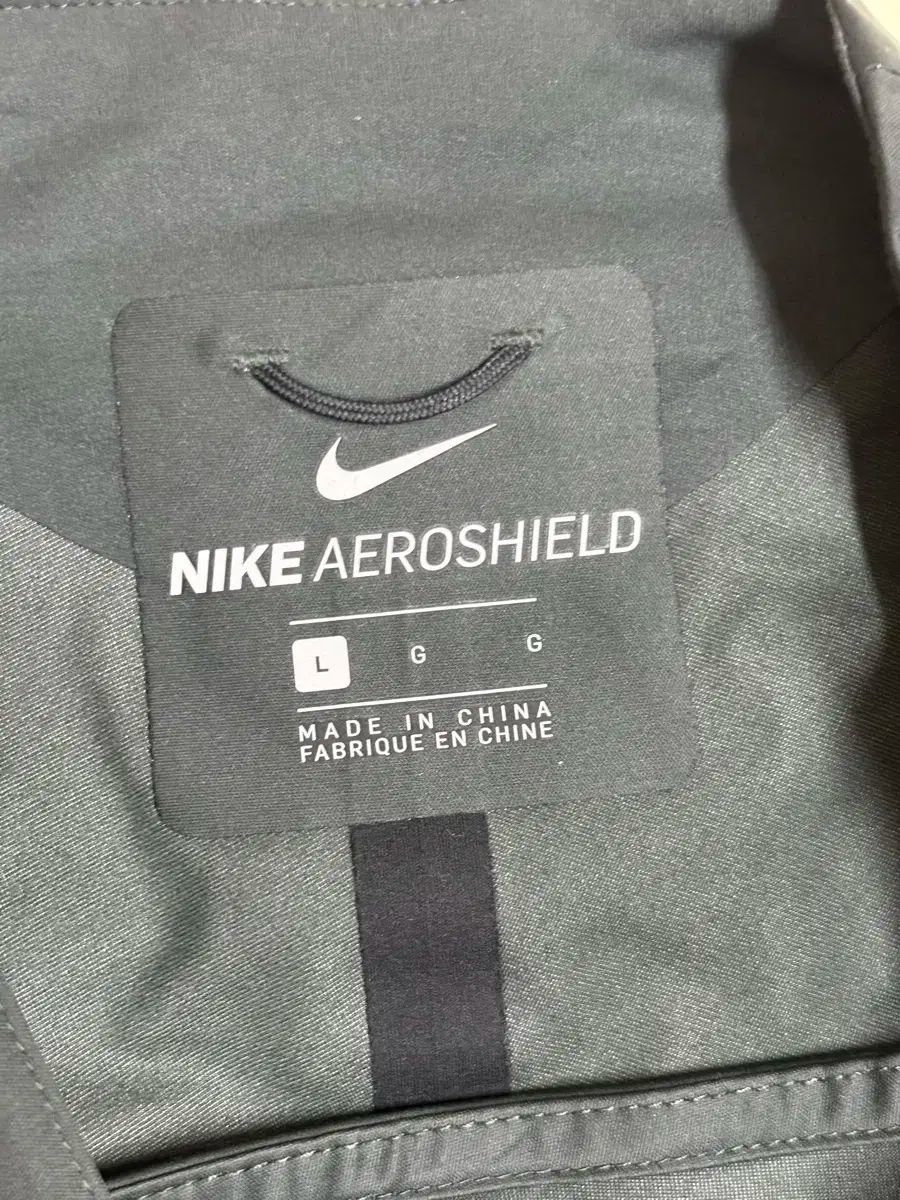 NIKE AEROSHIELD
L G G
MADE IN CHINA
FABRIQUE EN CHINE